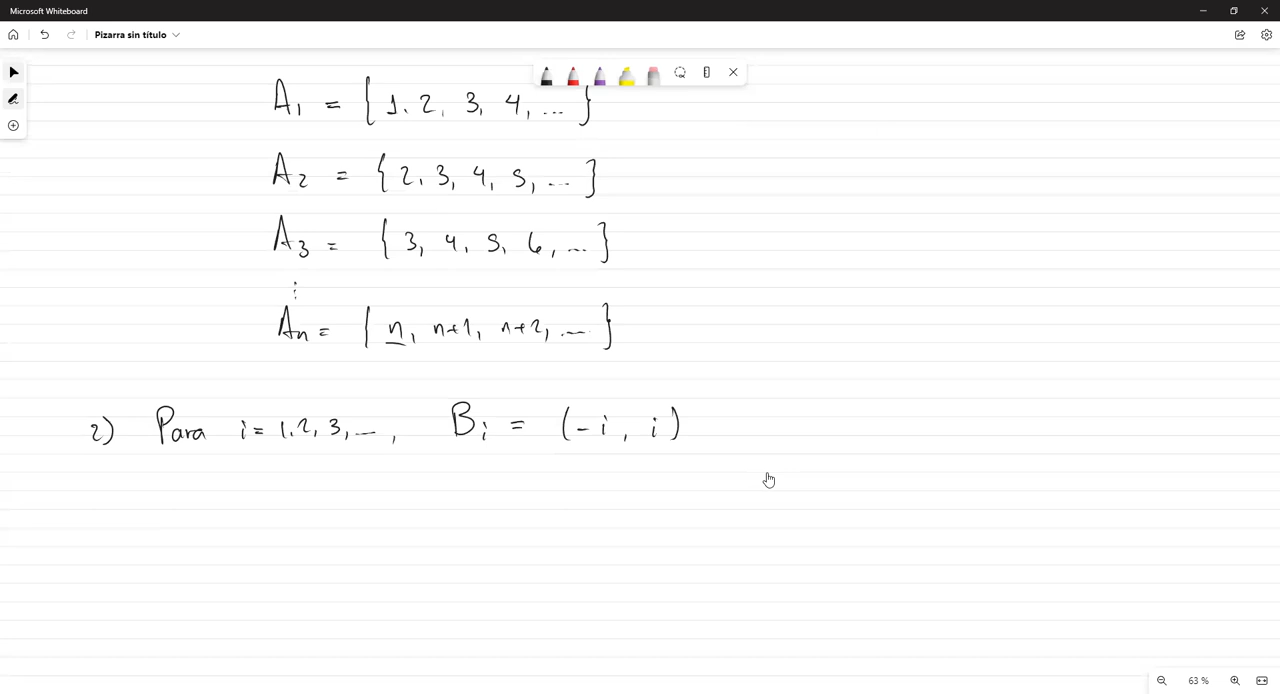 Microsoft Whiteboard
Pizarra sin título
A₁ = { 1, 2, 3, 4, ... }
A₂ = { 2, 3, 4, 5, ... }
A₃ = { 3, 4, 5, 6, ... }
⋮
Aₙ = { n, n+1, n+2, ... }
2) Para i = 1, 2, 3, ..., Bᵢ = (-i, i)
63 %